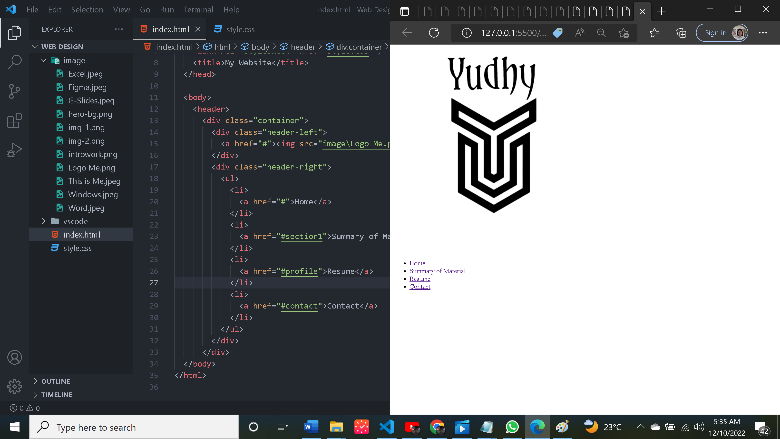 File Edit Selection View Go Run Terminal Help index.html - Web Desig
EXPLORER
WEB DESIGN
image
Excel.jpeg
Figma.jpeg
G-Slides.jpeg
hero-bg.png
img-1.png
img-2.png
introwork.png
Logo Me.png
This is Me.jpeg
Windows.jpeg
Word.jpeg
vscode
index.html
style.css
OUTLINE
TIMELINE
index.html × style.css
index.html > html > body > header > div.container >
8 <title>My Website</title>
9 </head>
10
11 <body>
12 <header>
13 <div class="container">
14 <div class="header-left">
15 <a href="#"><img src="image\Logo Me.p
16 </div>
17 <div class="header-right">
18 <ul>
19 <li>
20 <a href="#">Home</a>
21 </li>
22 <li>
23 <a href="#section1">Summary of Ma
24 </li>
25 <li>
26 <a href="#profile">Resume</a>
27 </li>
28 <li>
29 <a href="#contact">Contact</a>
30 </li>
31 </ul>
32 </div>
33 </div>
34 </body>
35 </html>
36
0 0
127.0.0.1:5500/...
Sign in
Yudhy
Home
Summary of Material
Resume
Contact
Type here to search
23°C
5:35 AM
12/10/2022
42